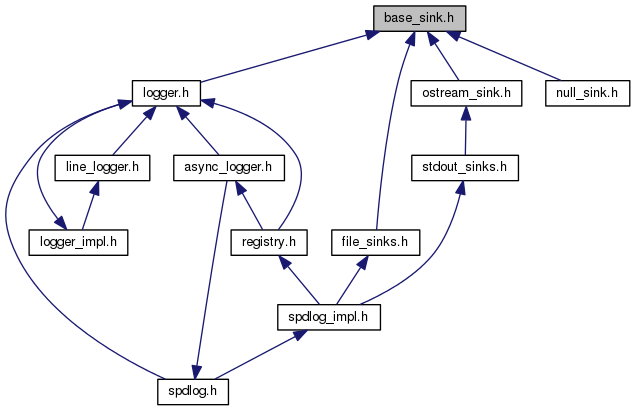 base_sink.h
logger.h
ostream_sink.h
null_sink.h
line_logger.h
async_logger.h
stdout_sinks.h
logger_impl.h
registry.h
file_sinks.h
spdlog_impl.h
spdlog.h